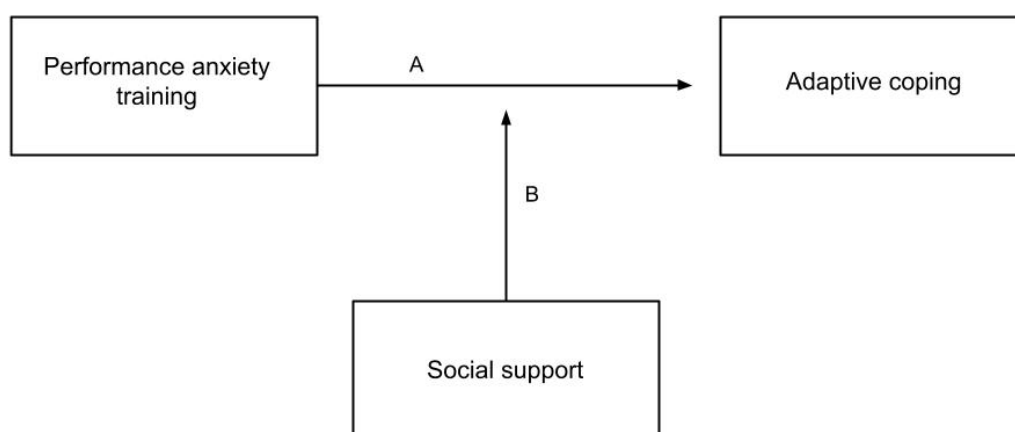 Performance anxiety
training
A
Adaptive coping
B
Social support